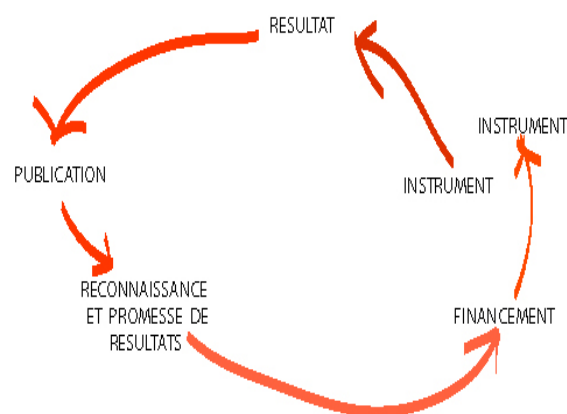 RESULTAT
INSTRUMENT
INSTRUMENT
PUBLICATION
RECONNAISSANCE
ET PROMESSE DE
RESULTATS
FINANCEMENT